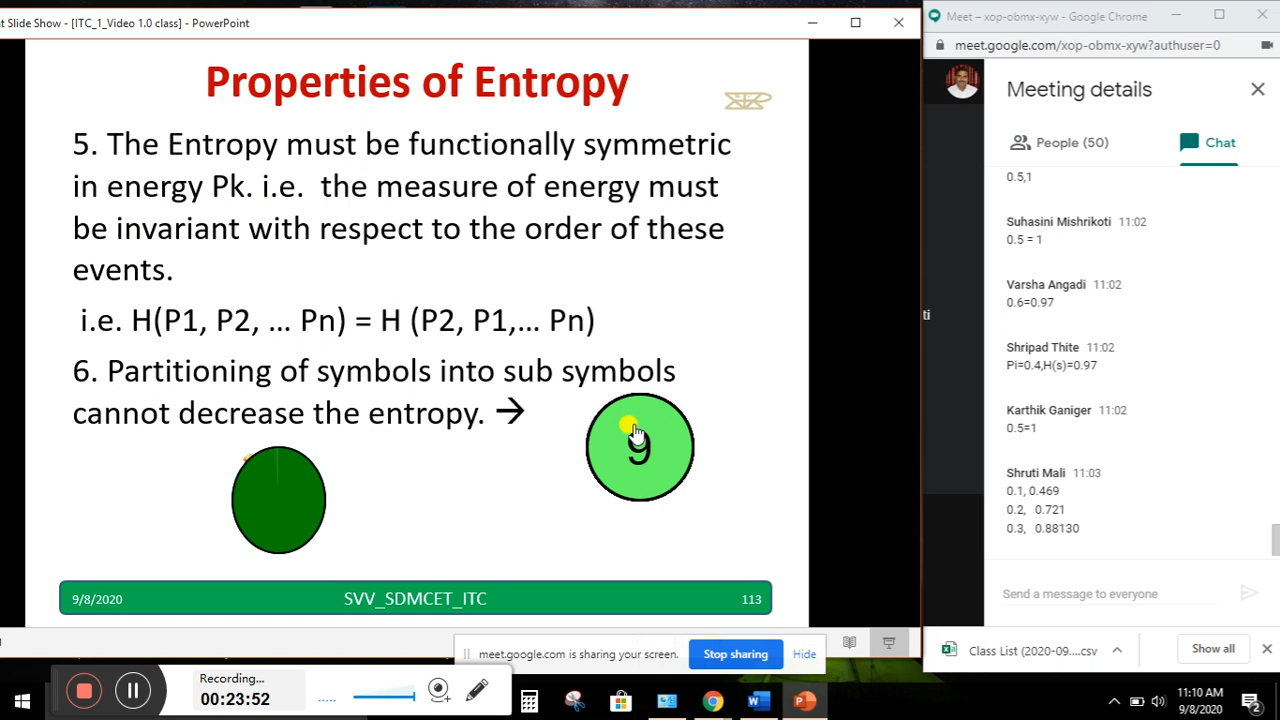 t Slide Show - [ITC_1_Video 1.0 class] - PowerPoint
Properties of Entropy
5. The Entropy must be functionally symmetric
in energy Pk. i.e. the measure of energy must
be invariant with respect to the order of these
events.
i.e. H(P1, P2, … Pn) = H (P2, P1,… Pn)
6. Partitioning of symbols into sub symbols
cannot decrease the entropy. →
9
9/8/2020
SVV_SDMCET_ITC
113
meet.google.com is sharing your screen.
Stop sharing
Hide
Recording...
00:23:52
Meet – xop-obmx-xyw - Google Chrome
meet.google.com/xop-obmx-xyw?authuser=0
Meeting details
People (50)
Chat
0.5,1
Suhasini Mishrikoti 11:02
0.5 = 1
Varsha Angadi 11:02
0.6=0.97
ti
Shripad Thite 11:02
Pi=0.4,H(s)=0.97
Karthik Ganiger 11:02
0.5=1
Shruti Mali 11:03
0.1, 0.469
0.2, 0.721
0.3, 0.88130
Send a message to everyone
Class List (2020-09....csv
Show all
11:10 AM
9/8/2020
2